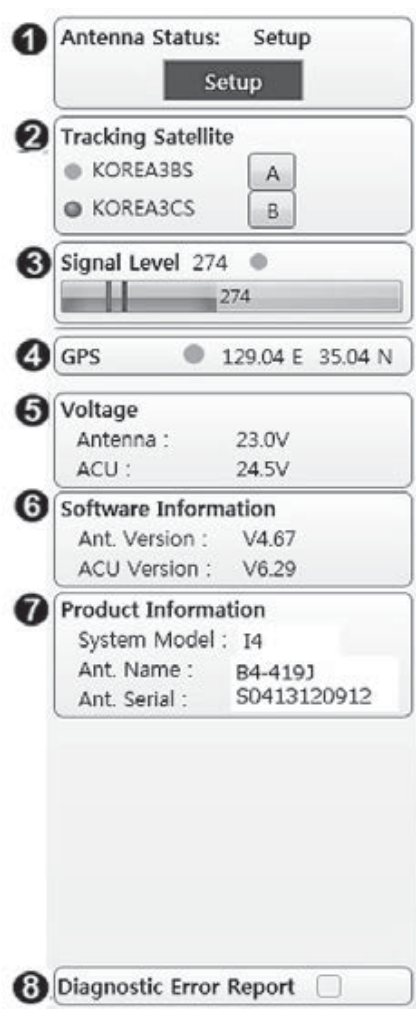 1 Antenna Status: Setup
Setup
2 Tracking Satellite
KOREA3BS A
KOREA3CS B
3 Signal Level 274
274
4 GPS 129.04 E 35.04 N
5 Voltage
Antenna : 23.0V
ACU : 24.5V
6 Software Information
Ant. Version : V4.67
ACU Version : V6.29
7 Product Information
System Model : I4
Ant. Name : B4-419J
Ant. Serial : S0413120912
8 Diagnostic Error Report